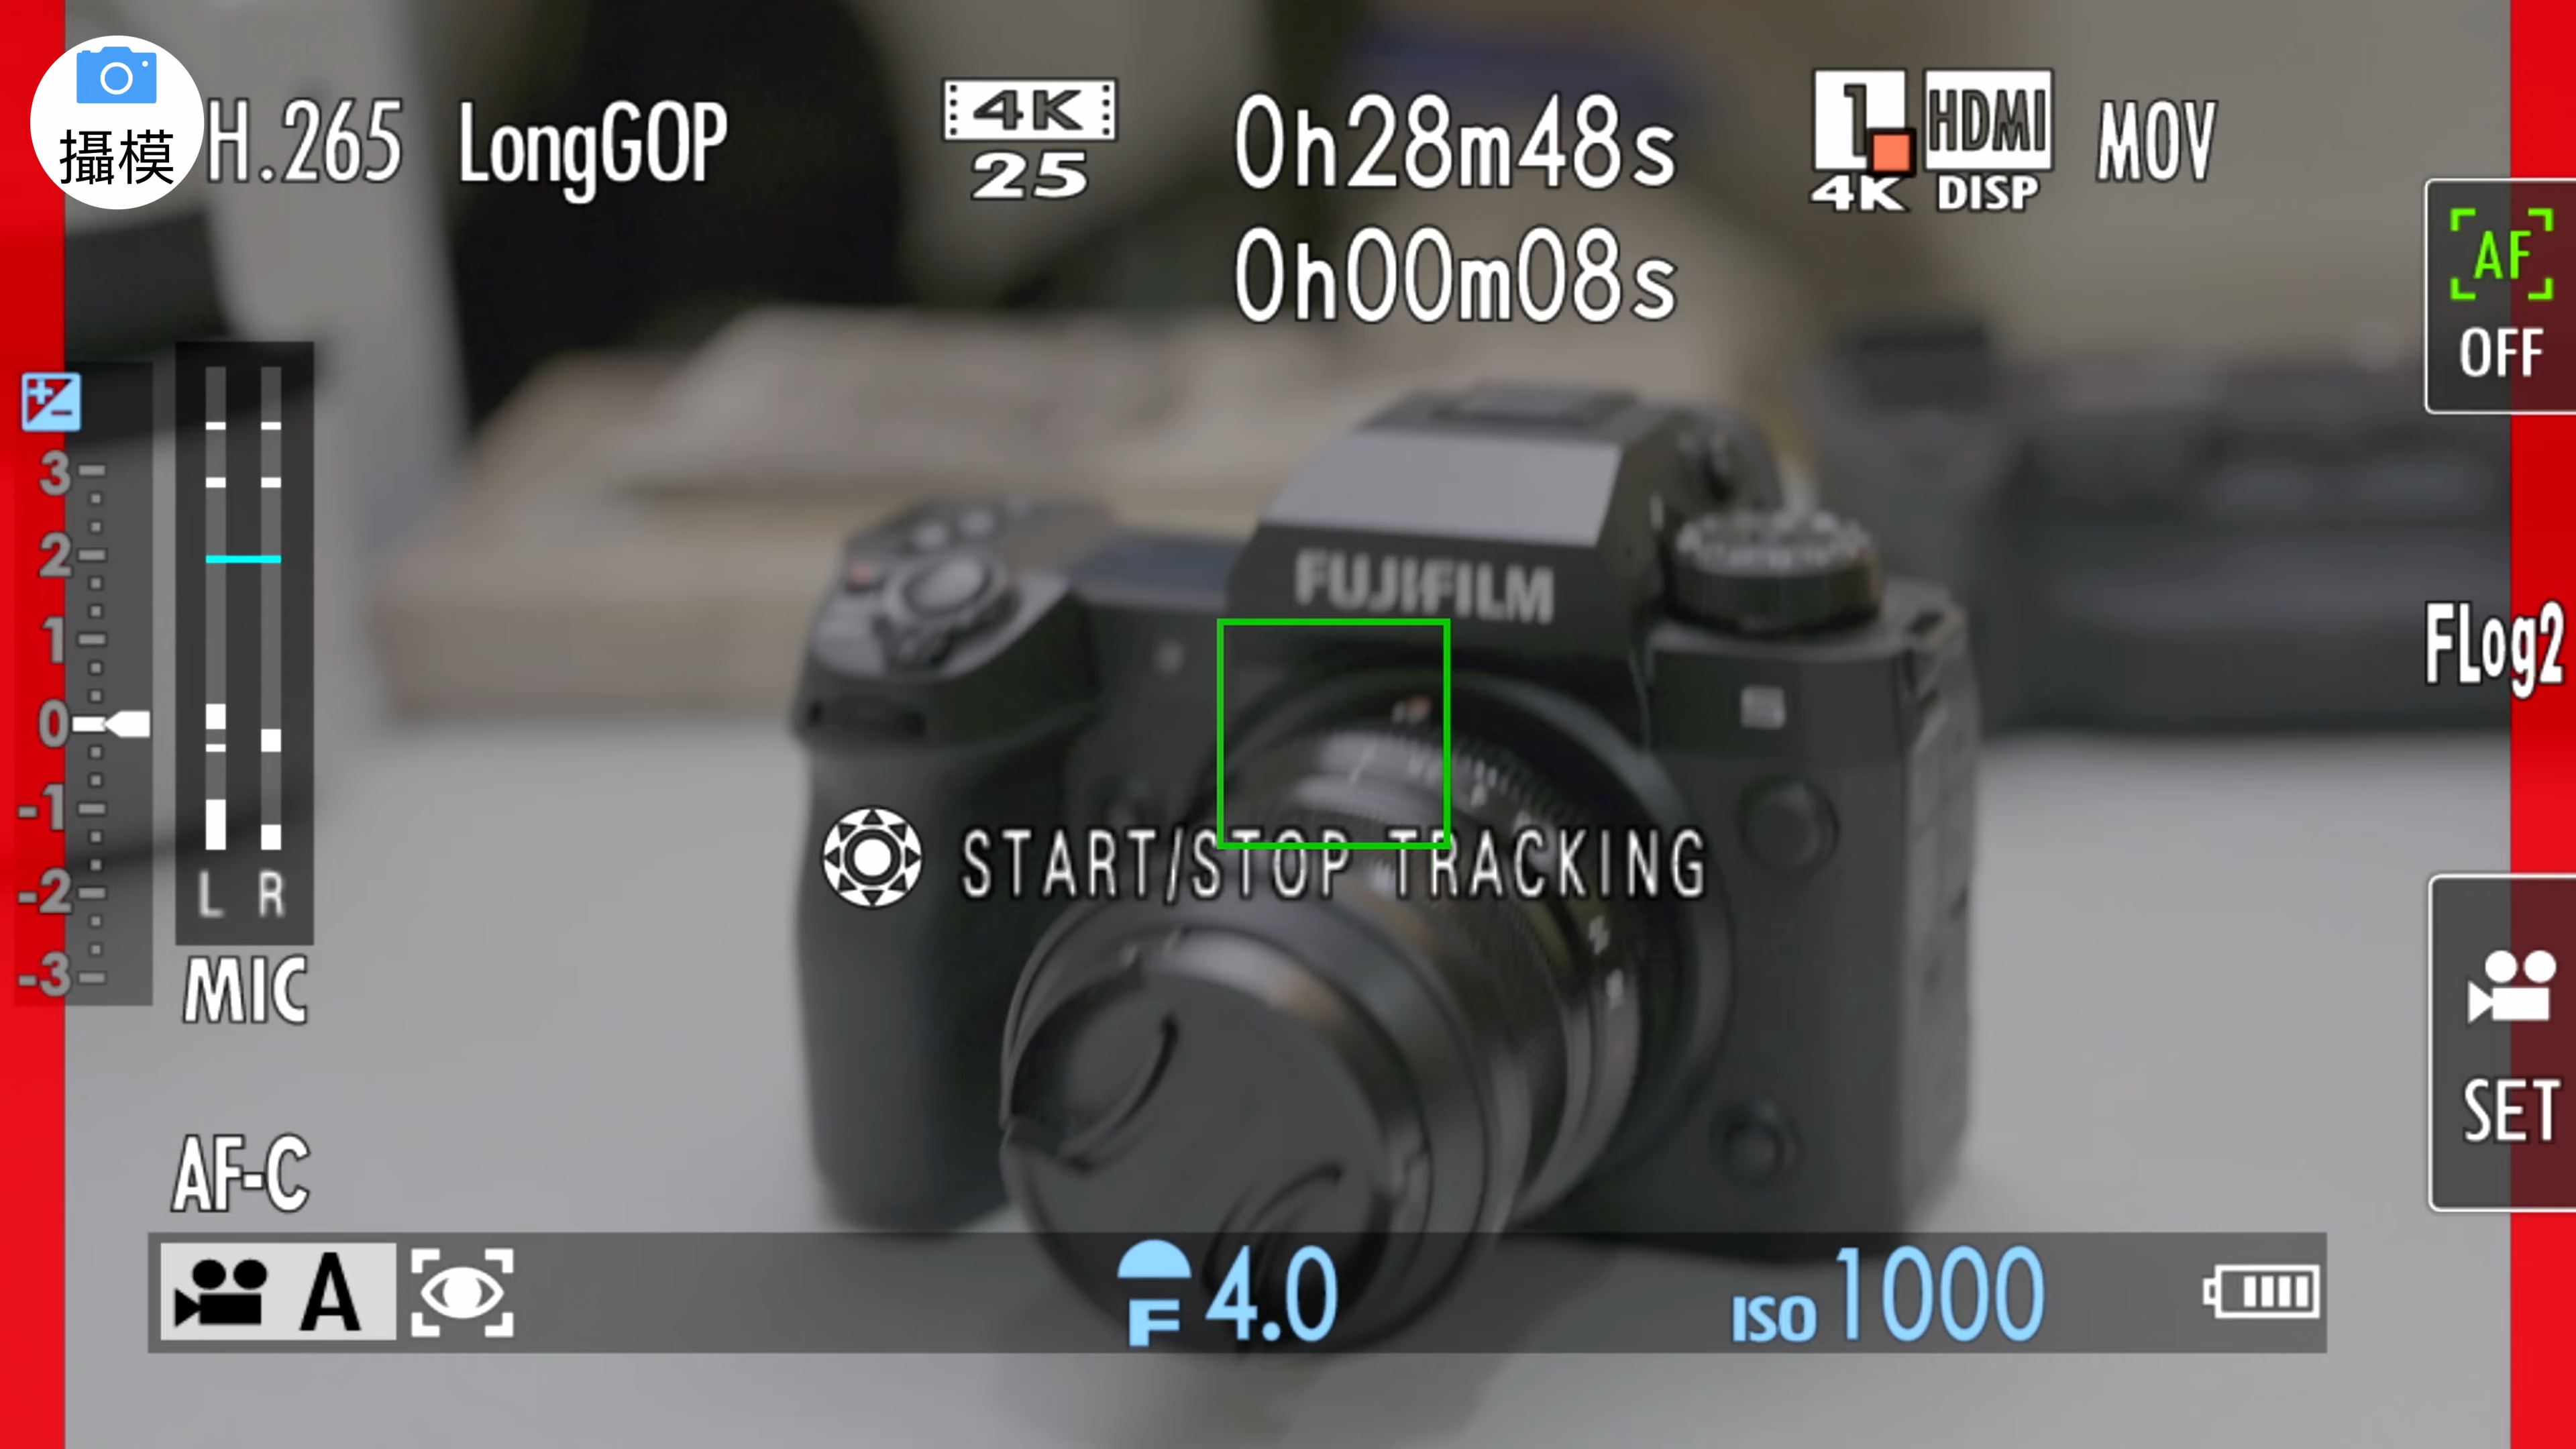 攝模
H.265 LongGOP 4K 25 0h28m48s 1 4K HDMI DISP MOV
0h00m08s
AF
OFF
3
2
1
0
-1
-2
-3
FUJIFILM
S
FLog2
START/STOP TRACKING
L R
MIC
SET
AF-C
A F4.0 ISO 1000